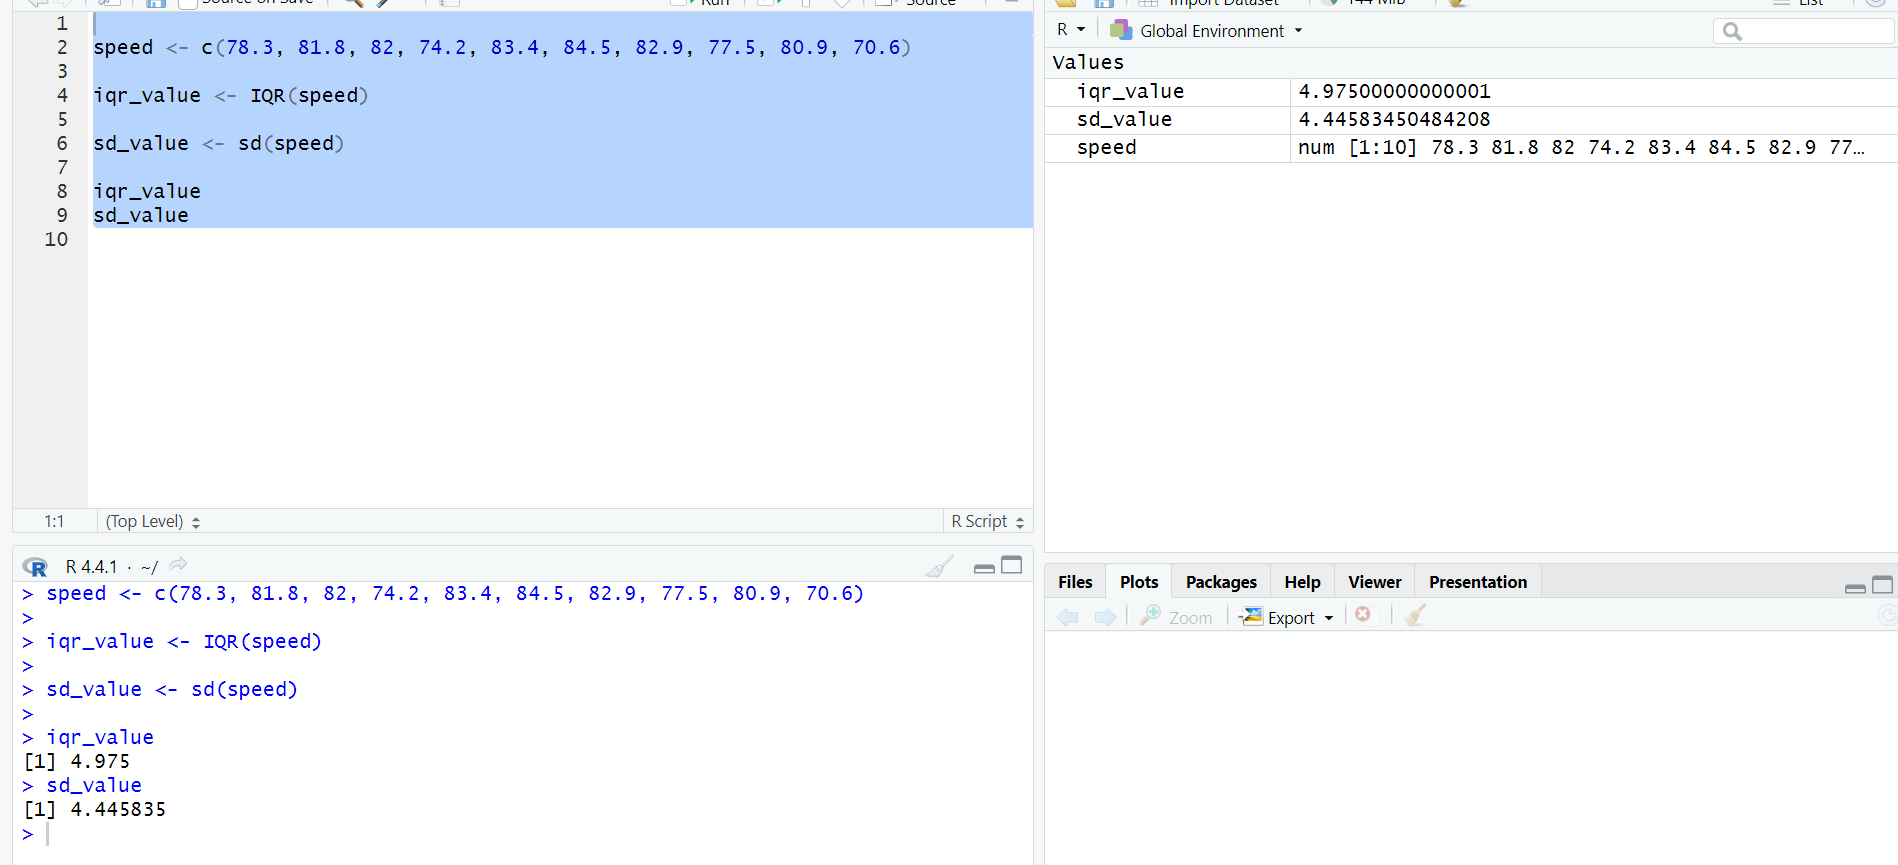 Source on Save Run Source
1
2 speed <- c(78.3, 81.8, 82, 74.2, 83.4, 84.5, 82.9, 77.5, 80.9, 70.6)
3
4 iqr_value <- IQR(speed)
5
6 sd_value <- sd(speed)
7
8 iqr_value
9 sd_value
10
1:1 (Top Level) R Script
R 4.4.1 · ~/
> speed <- c(78.3, 81.8, 82, 74.2, 83.4, 84.5, 82.9, 77.5, 80.9, 70.6)
>
> iqr_value <- IQR(speed)
>
> sd_value <- sd(speed)
>
> iqr_value
[1] 4.975
> sd_value
[1] 4.445835
>
Import Dataset 144 MiB List
R Global Environment
Values
iqr_value 4.97500000000001
sd_value 4.44583450484208
speed num [1:10] 78.3 81.8 82 74.2 83.4 84.5 82.9 77…
Files Plots Packages Help Viewer Presentation
Zoom Export